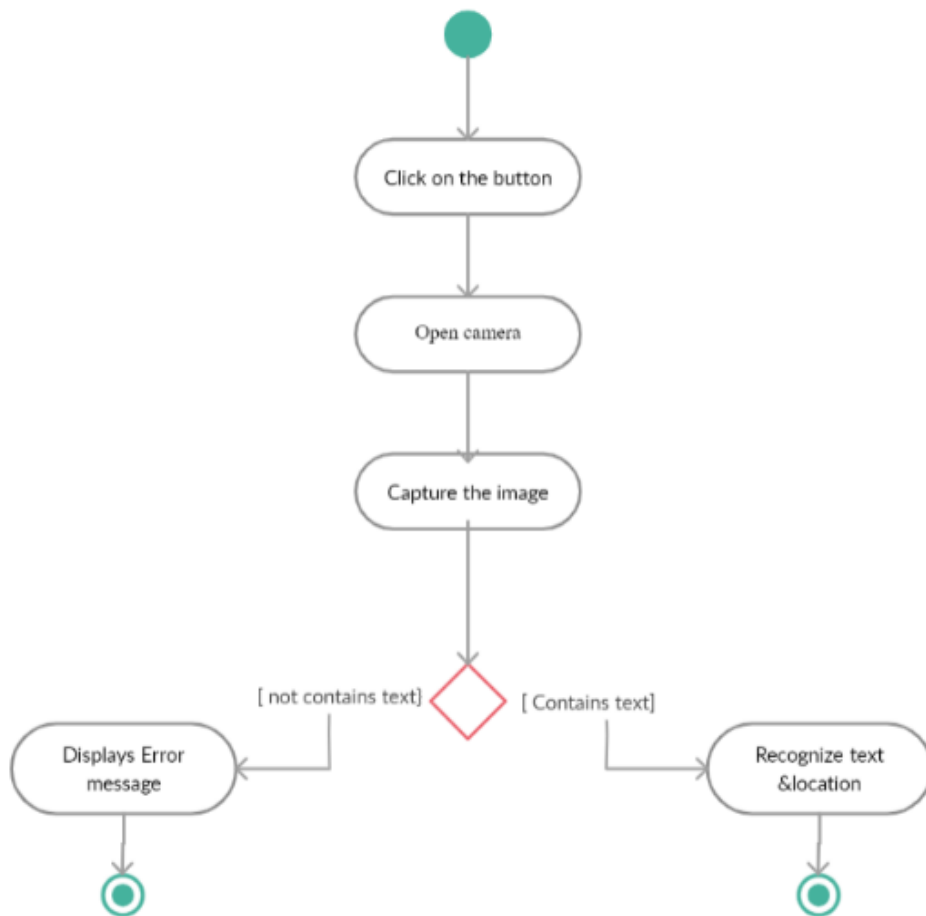 Click on the button
Open camera
Capture the image
[ not contains text}
[ Contains text]
Displays Error
message
Recognize text
&location